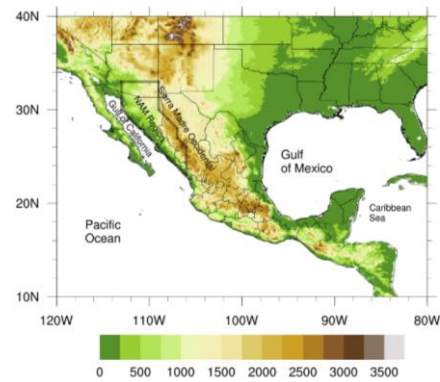 40N
30N
20N
10N
Gulf of California
NAM Region
Sierra Madre Occidental
Gulf
of Mexico
Pacific
Ocean
Caribbean
Sea
120W 110W 100W 90W 80W
0 500 1000 1500 2000 2500 3000 3500